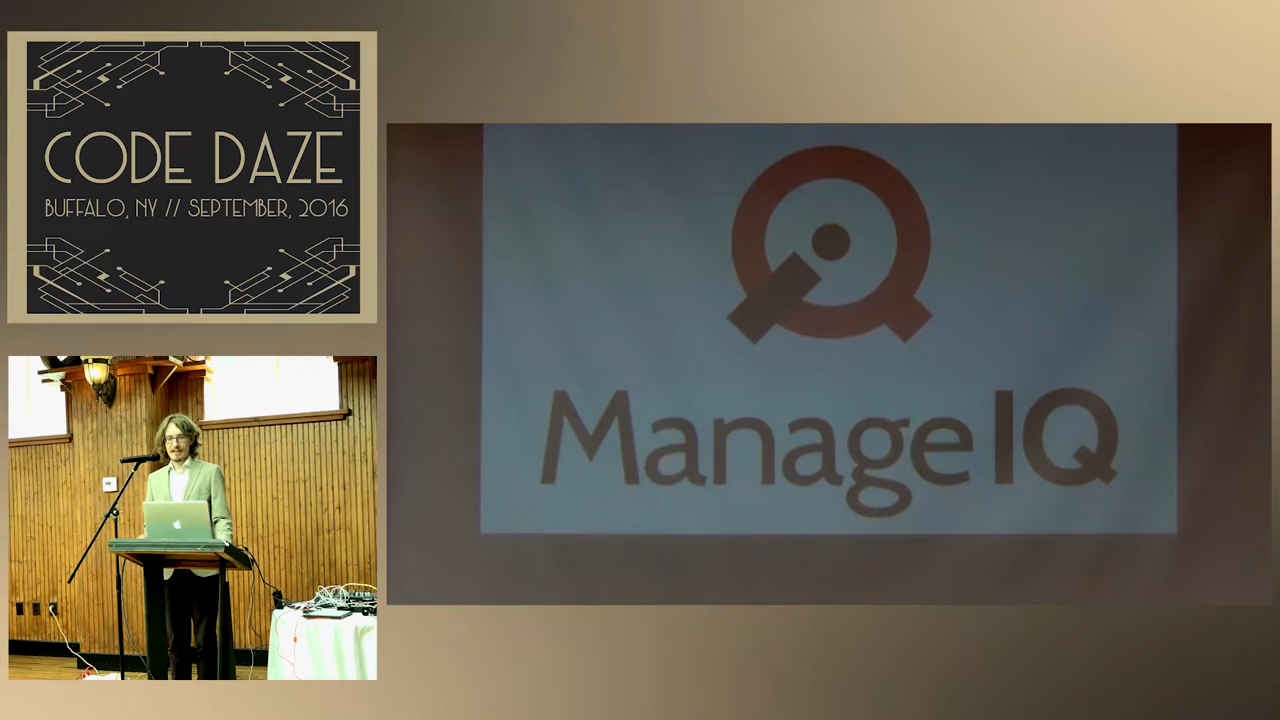 CODE DAZE
BUFFALO, NY // SEPTEMBER, 2016
ManageIQ